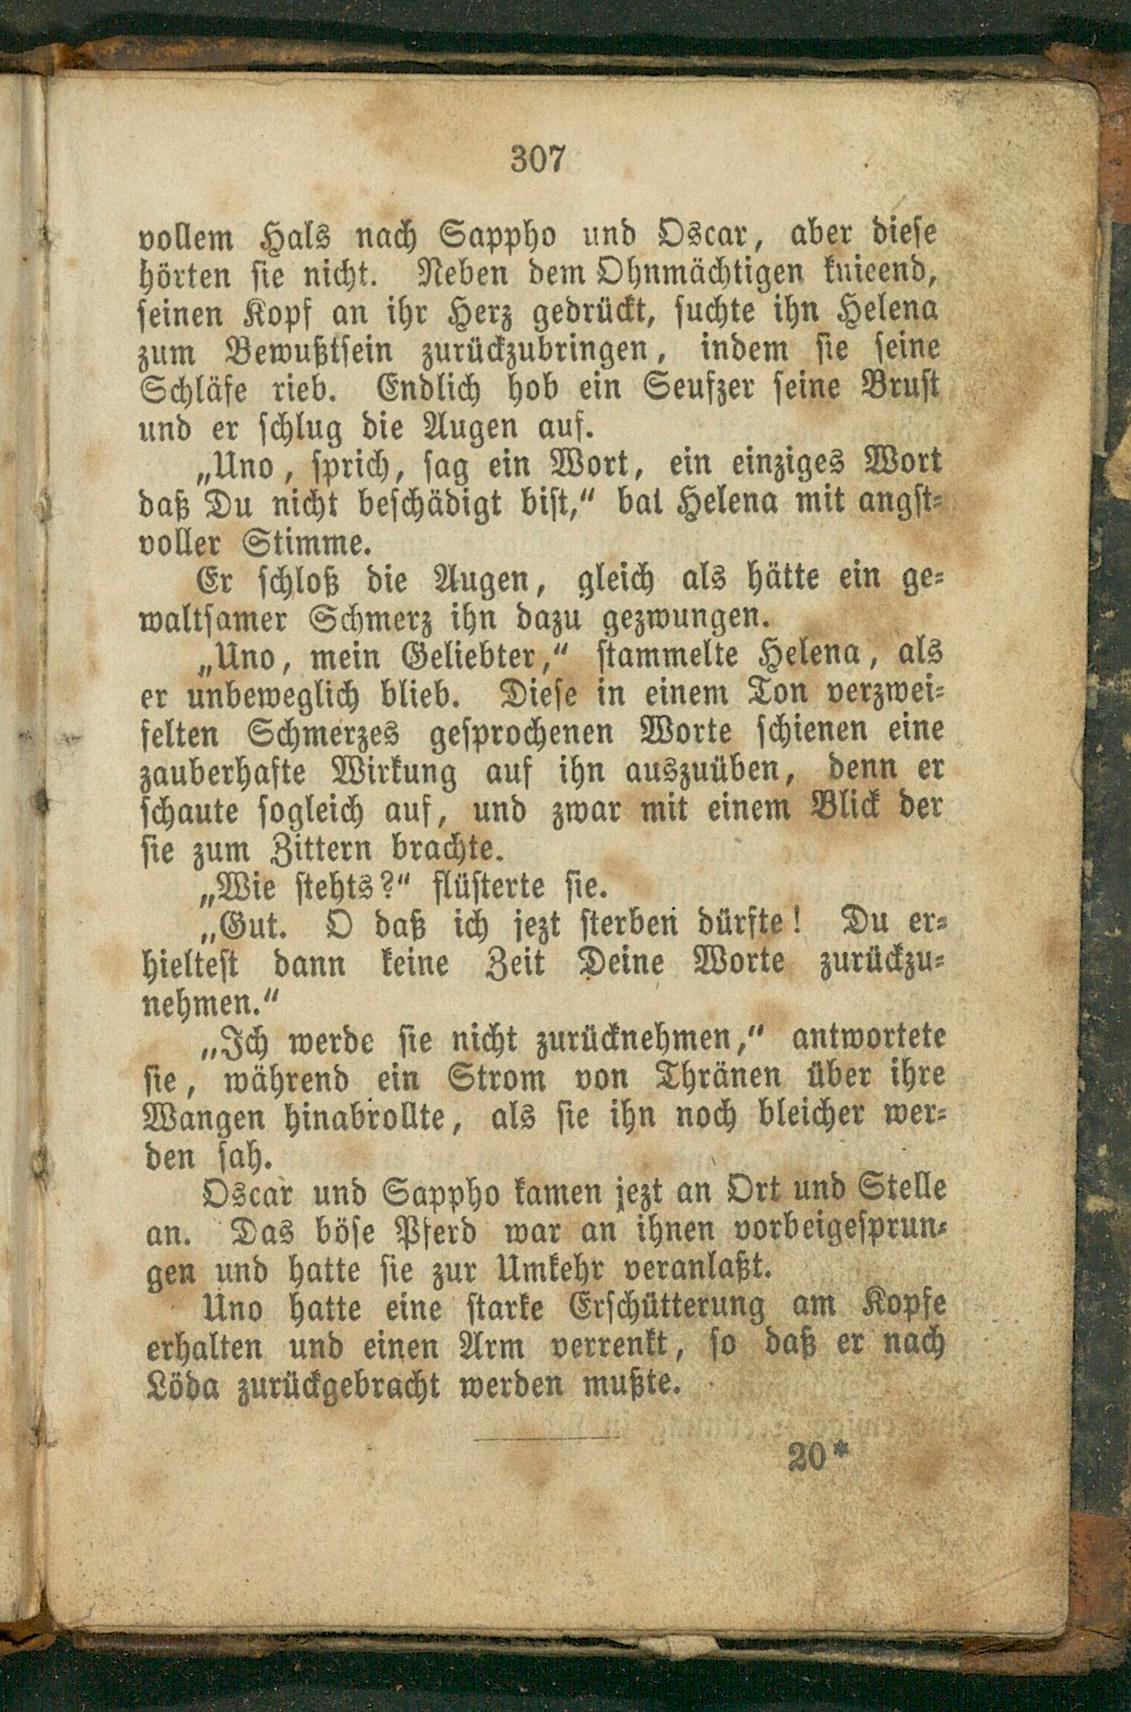 307
vollem Hals nach Sappho und Oscar, aber diese
hörten sie nicht. Neben dem Ohnmächtigen knieend,
seinen Kopf an ihr Herz gedrückt, suchte ihn Helena
zum Bewußtsein zurückzubringen, indem sie seine
Schläfe rieb. Endlich hob ein Seufzer seine Brust
und er schlug die Augen auf.
„Uno, sprich, sag ein Wort, ein einziges Wort
daß Du nicht beschädigt bist,“ bat Helena mit angst-
voller Stimme.
Er schloß die Augen, gleich als hätte ein ge-
waltsamer Schmerz ihn dazu gezwungen.
„Uno, mein Geliebter,“ stammelte Helena, als
er unbeweglich blieb. Diese in einem Ton verzwei-
felten Schmerzes gesprochenen Worte schienen eine
zauberhafte Wirkung auf ihn auszuüben, denn er
schaute sogleich auf, und zwar mit einem Blick der
sie zum Zittern brachte.
„Wie stehts?“ flüsterte sie.
„Gut. O daß ich jezt sterben dürfte! Du er-
hieltest dann keine Zeit Deine Worte zurückzu-
nehmen.“
„Ich werde sie nicht zurücknehmen,“ antwortete
sie, während ein Strom von Thränen über ihre
Wangen hinabrollte, als sie ihn noch bleicher wer-
den sah.
Oscar und Sappho kamen jezt an Ort und Stelle
an. Das böse Pferd war an ihnen vorbeigesprun-
gen und hatte sie zur Umkehr veranlaßt.
Uno hatte eine starke Erschütterung am Kopfe
erhalten und einen Arm verrenkt, so daß er nach
Löda zurückgebracht werden mußte.
20*